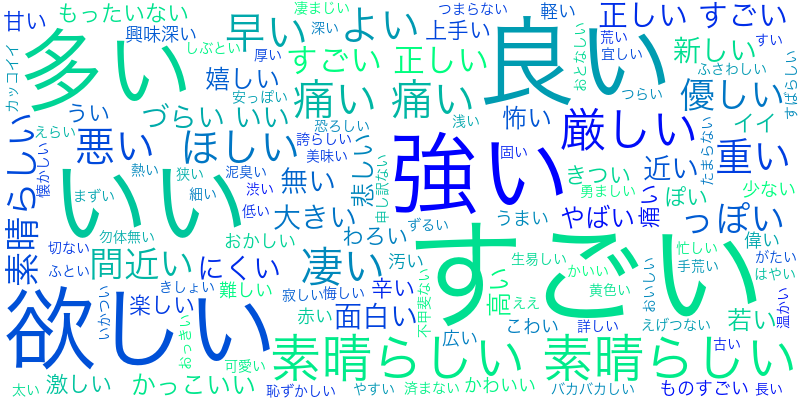 甘い
もったいない
興味深い
カッコイイ
多い
しぶとい
早い
凄まじい
深い
よい
つまらない
上手い
軽い
正しい
すごい
荒い
宜しい
すい
おとなしい
新しい
ふさわしい
すばらしい
嬉しい
厚い
すごい
正しい
良い
つらい
安っぽい
痛い
痛い
優しい
うい
づらい
いい
怖い
浅い
厳しい
イイ
たまらない
えらい
悪い
ほしい
恐ろしい
誇らしい
美味い
悲しい
強い
固い
重い
懐かしい
素晴らしい
熱い
泥臭い
狭い
無い
申し訳ない
きつい
近い
勇ましい
痛い
ぽい
少ない
まずい
いい
渋い
細い
低い
大きい
ずるい
うまい
やばい
っぽい
偉い
切ない
勿体無い
おかしい
わろい
すごい
忙しい
がたい
ふとい
間近い
にくい
凄い
汚い
生易しい
かいい
手荒い
はやい
おいしい
きしょい
難しい
寂しい
悔しい
辛い
不甲斐ない
高い
ええ
黄色い
温かい
欲しい
いかつい
楽しい
赤い
面白い
広い
こわい
詳しい
えげつない
若い
おっきい
素晴らしい
素晴らしい
古い
可愛い
太い
激しい
かっこいい
恥ずかしい
やすい
済まない
かわいい
バカバカしい
ものすごい
長い